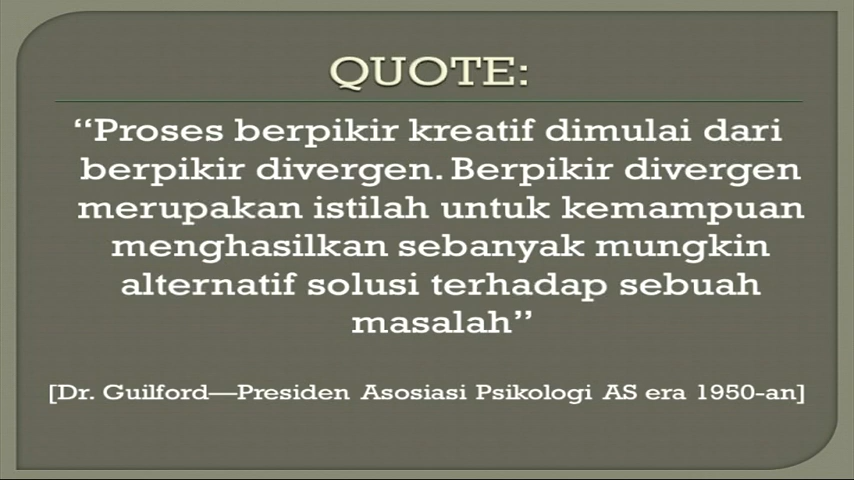 QUOTE:
“Proses berpikir kreatif dimulai dari
berpikir divergen. Berpikir divergen
merupakan istilah untuk kemampuan
menghasilkan sebanyak mungkin
alternatif solusi terhadap sebuah
masalah”
[Dr. Guilford—Presiden Asosiasi Psikologi AS era 1950-an]